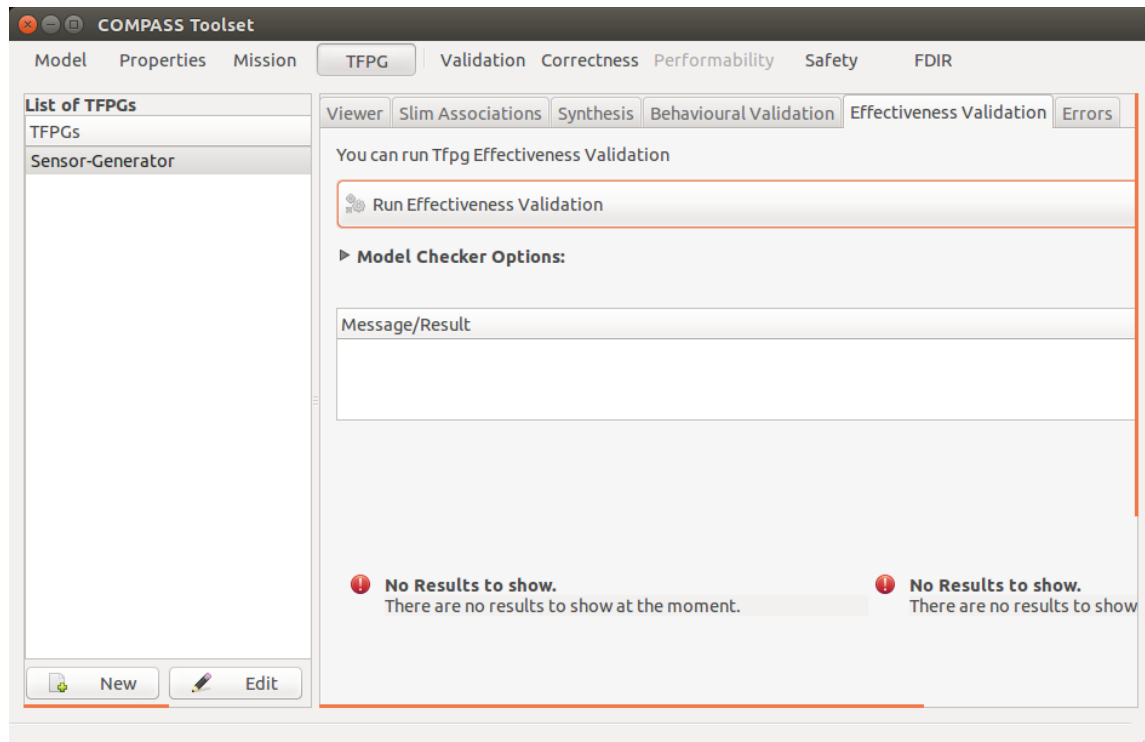 COMPASS Toolset
Model Properties Mission TFPG Validation Correctness Performability Safety FDIR
List of TFPGs
TFPGs
Sensor-Generator
New Edit
Viewer Slim Associations Synthesis Behavioural Validation Effectiveness Validation Errors
You can run Tfpg Effectiveness Validation
Run Effectiveness Validation
Model Checker Options:
Message/Result
No Results to show.
There are no results to show at the moment.
No Results to show.
There are no results to show